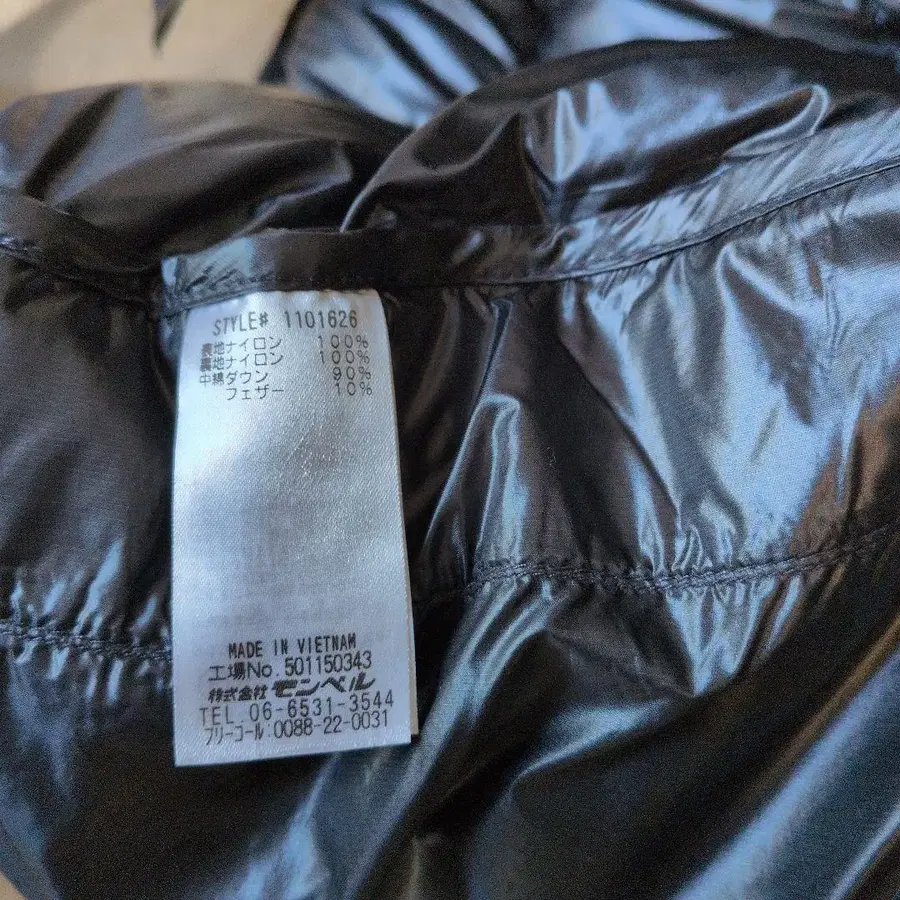 STYLE# 1101626
表地ナイロン 100%
裏地ナイロン 100%
中綿ダウン 90%
フェザー 10%
MADE IN VIETNAM
工場No.501150343
株式会社 モンベル
TEL.06-6531-3544
フリーコール:0088-22-0031